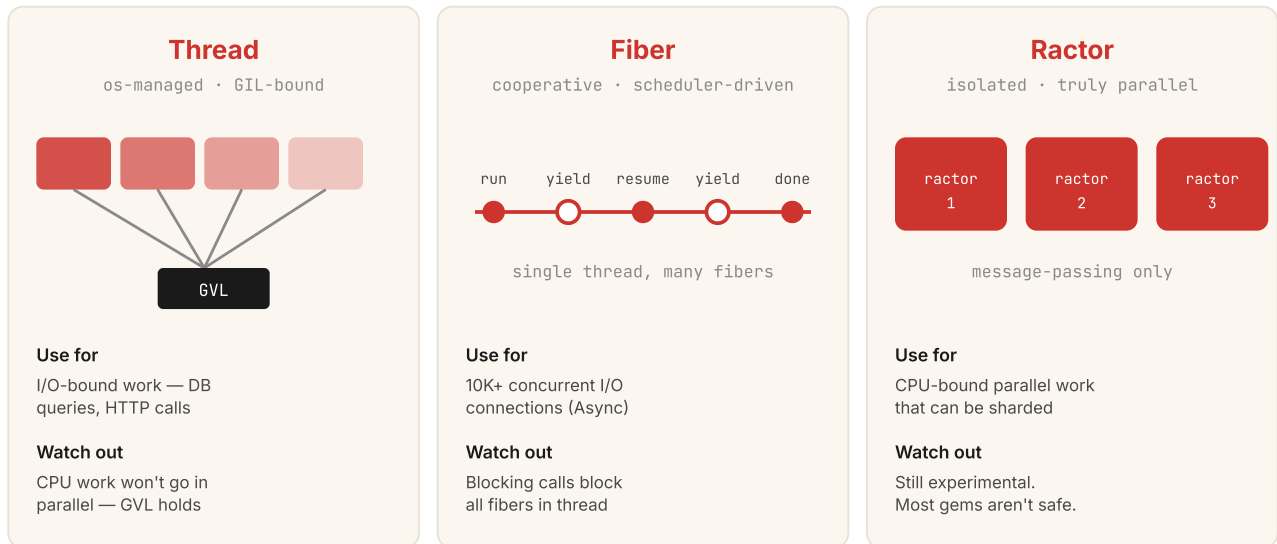 Thread
os-managed · GIL-bound
GVL
Use for
I/O-bound work — DB
queries, HTTP calls
Watch out
CPU work won't go in
parallel — GVL holds
Fiber
cooperative · scheduler-driven
run yield resume yield done
single thread, many fibers
Use for
10K+ concurrent I/O
connections (Async)
Watch out
Blocking calls block
all fibers in thread
Ractor
isolated · truly parallel
ractor
1
ractor
2
ractor
3
message-passing only
Use for
CPU-bound parallel work
that can be sharded
Watch out
Still experimental.
Most gems aren't safe.